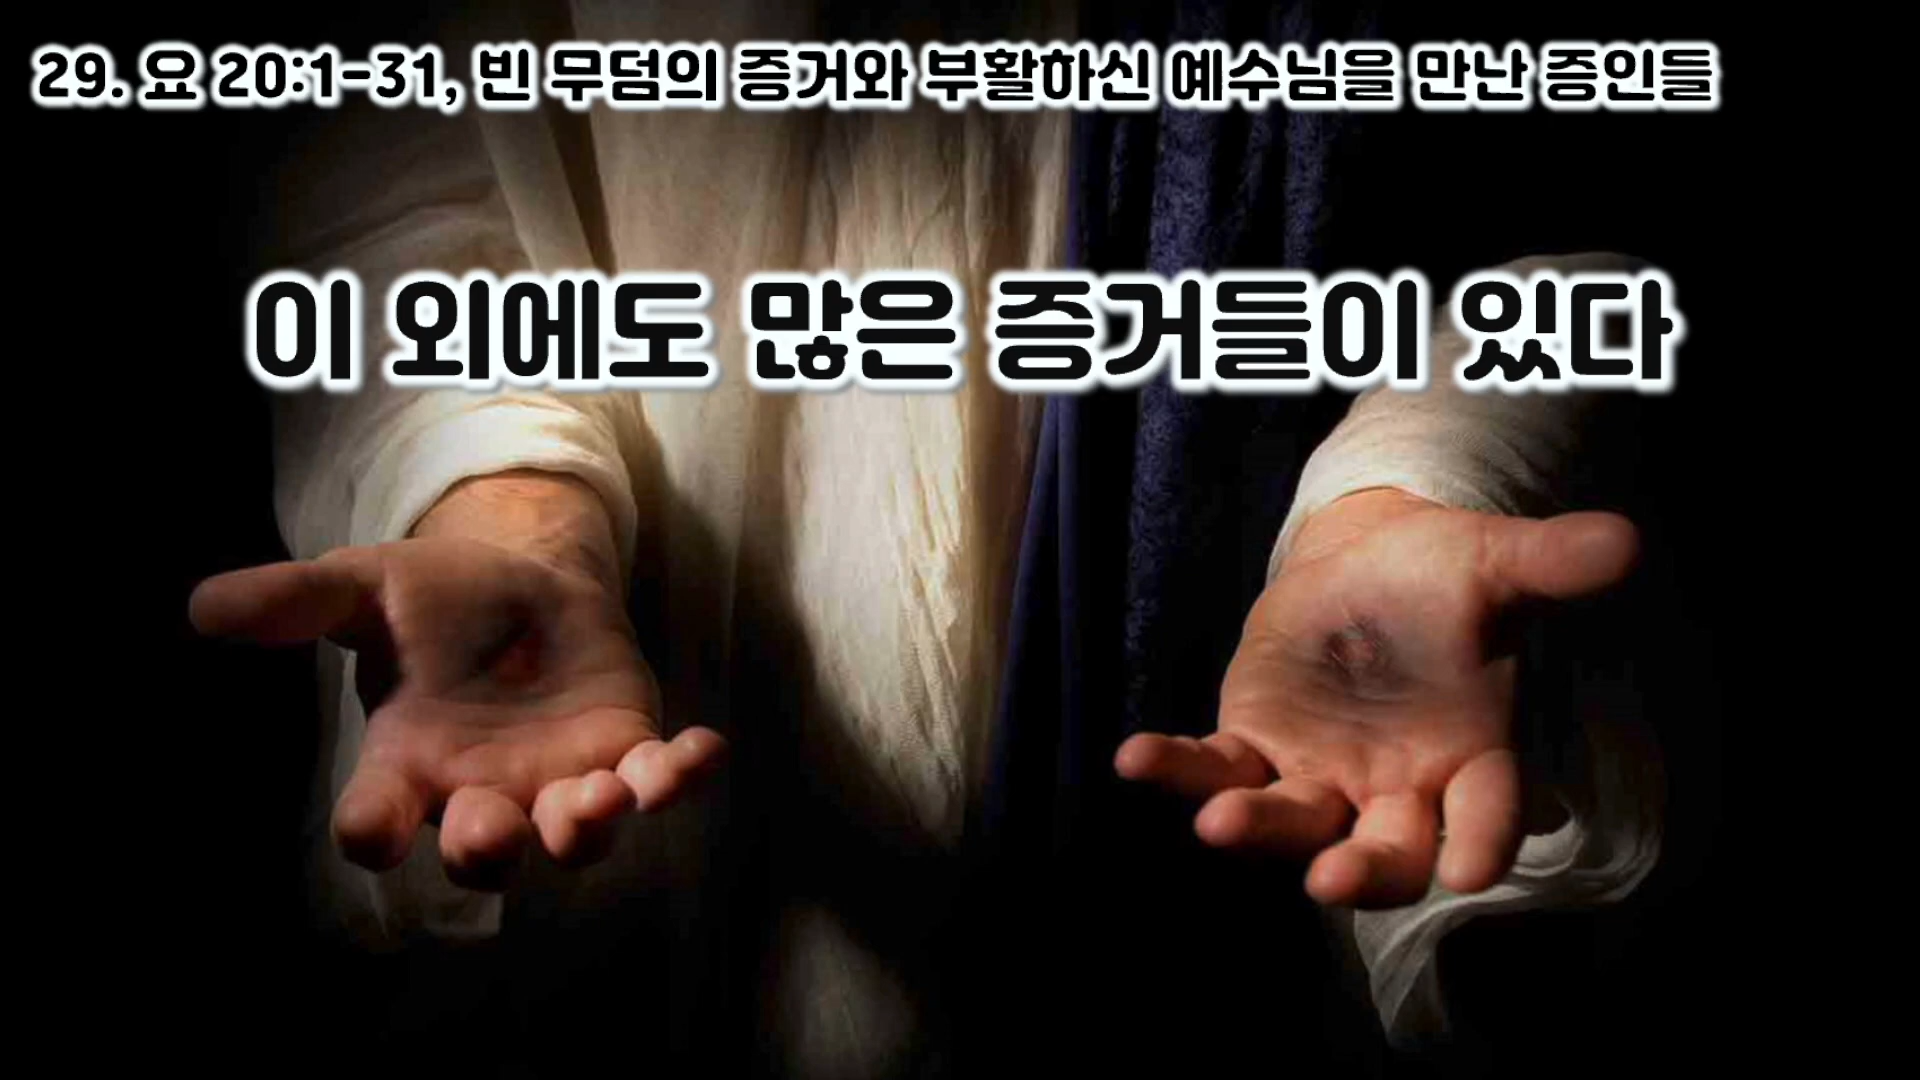 29. 요 20:1-31, 빈 무덤의 증거와 부활하신 예수님을 만난 증인들
이 외에도 많은 증거들이 있다